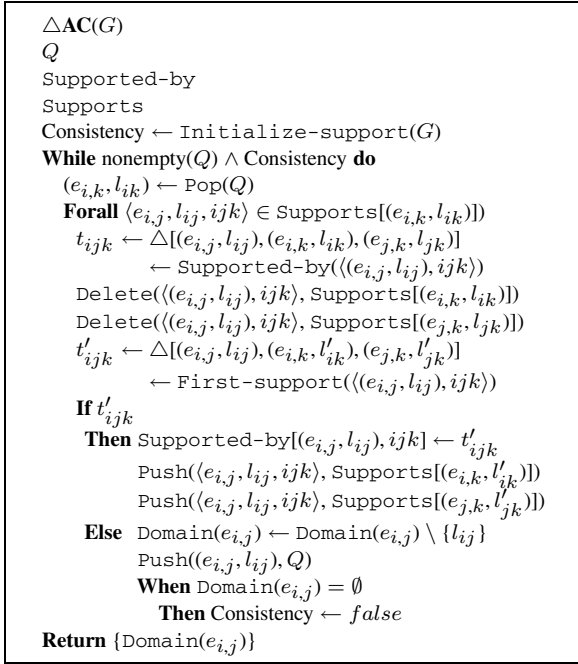 △AC(G)
Q
Supported-by
Supports
Consistency ← Initialize-support(G)
While nonempty(Q) ∧ Consistency do
(e_{i,k}, l_{ik}) ← Pop(Q)
Forall ⟨e_{i,j}, l_{ij}, ijk⟩ ∈ Supports[(e_{i,k}, l_{ik})])
t_{ijk} ← △[(e_{i,j}, l_{ij}), (e_{i,k}, l_{ik}), (e_{j,k}, l_{jk})]
← Supported-by(⟨(e_{i,j}, l_{ij}), ijk⟩)
Delete(⟨(e_{i,j}, l_{ij}), ijk⟩, Supports[(e_{i,k}, l_{ik})])
Delete(⟨(e_{i,j}, l_{ij}), ijk⟩, Supports[(e_{j,k}, l_{jk})])
t'_{ijk} ← △[(e_{i,j}, l_{ij}), (e_{i,k}, l'_{ik}), (e_{j,k}, l'_{jk})]
← First-support(⟨(e_{i,j}, l_{ij}), ijk⟩)
If t'_{ijk}
Then Supported-by[(e_{i,j}, l_{ij}), ijk] ← t'_{ijk}
Push(⟨e_{i,j}, l_{ij}, ijk⟩, Supports[(e_{i,k}, l'_{ik})])
Push(⟨e_{i,j}, l_{ij}, ijk⟩, Supports[(e_{j,k}, l'_{jk})])
Else Domain(e_{i,j}) ← Domain(e_{i,j}) \ {l_{ij}}
Push((e_{i,j}, l_{ij}), Q)
When Domain(e_{i,j}) = ∅
Then Consistency ← false
Return {Domain(e_{i,j})}